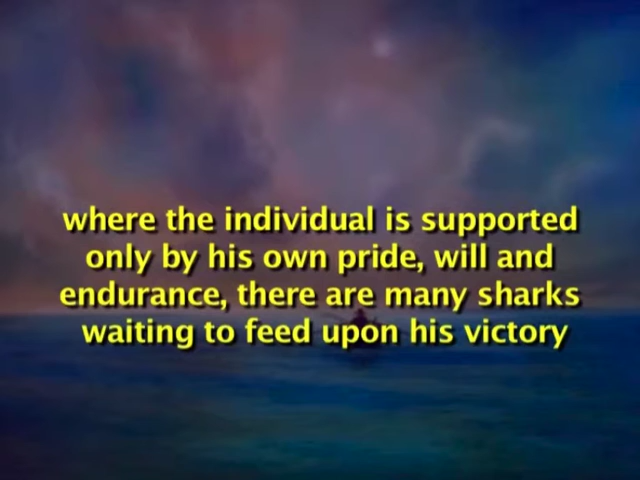 where the individual is supported
only by his own pride, will and
endurance, there are many sharks
waiting to feed upon his victory